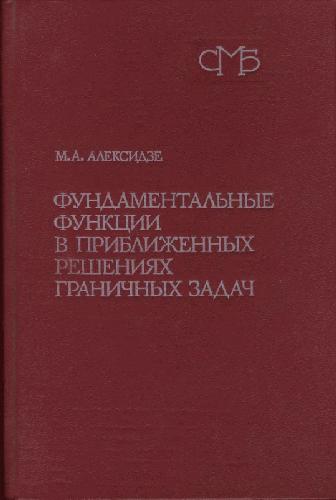 СМБ
М.А.АЛЕКСИДЗЕ
ФУНДАМЕНТАЛЬНЫЕ
ФУНКЦИИ
В ПРИБЛИЖЕННЫХ
РЕШЕНИЯХ
ГРАНИЧНЫХ ЗАДАЧ